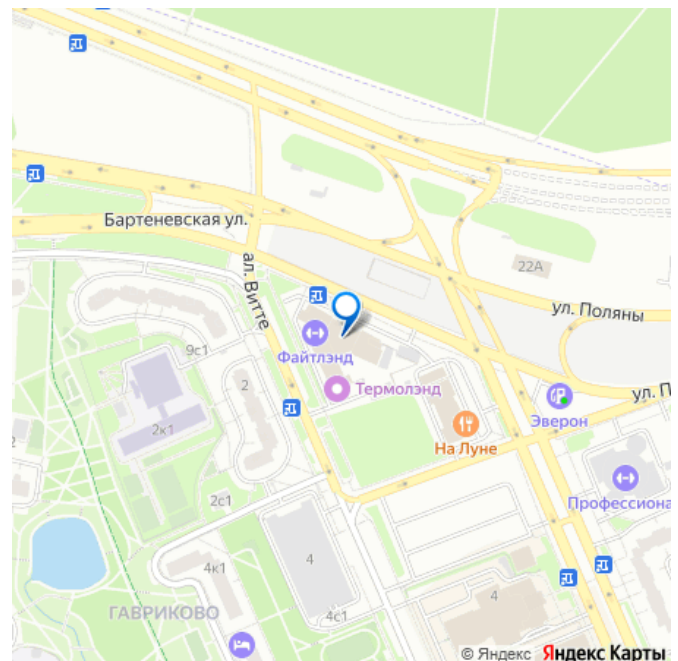 Бартеневская ул.
ал. Витте
22А
ул. Поляны
9с1
Файтлэнд
2
Термолэнд
ул. П
Эверон
2к1
На Луне
Профессиона
2с1
2
4
4к1
4
4с1
ГАВРИКОВО
© Яндекс Яндекс Карты